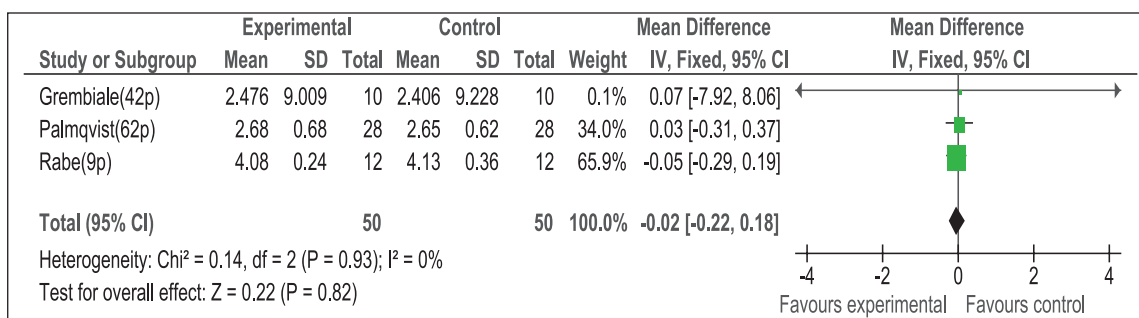 Experimental Control Mean Difference Mean Difference
Study or Subgroup Mean SD Total Mean SD Total Weight IV, Fixed, 95% CI IV, Fixed, 95% CI
Grembiale(42p) 2.476 9.009 10 2.406 9.228 10 0.1% 0.07 [-7.92, 8.06]
Palmqvist(62p) 2.68 0.68 28 2.65 0.62 28 34.0% 0.03 [-0.31, 0.37]
Rabe(9p) 4.08 0.24 12 4.13 0.36 12 65.9% -0.05 [-0.29, 0.19]
Total (95% CI) 50 50 100.0% -0.02 [-0.22, 0.18]
Heterogeneity: Chi² = 0.14, df = 2 (P = 0.93); I² = 0%
Test for overall effect: Z = 0.22 (P = 0.82)
-4 -2 0 2 4
Favours experimental Favours control